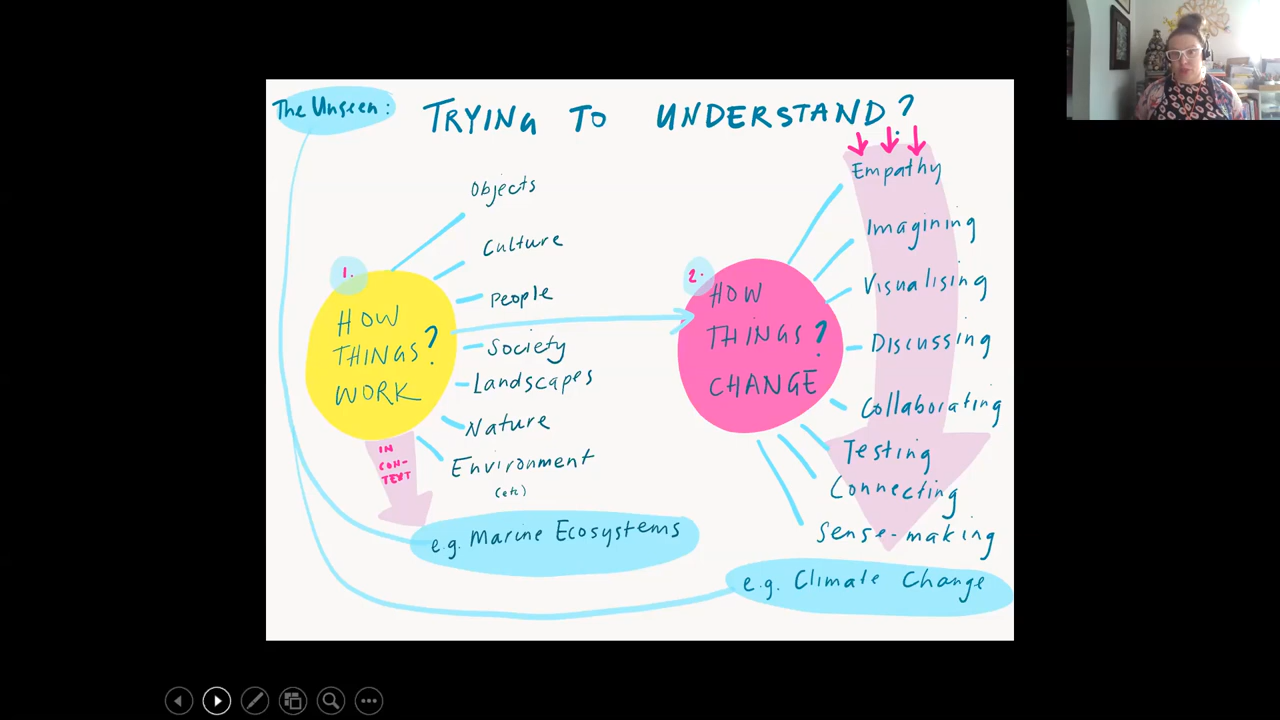 The Unseen:
TRYING TO UNDERSTAND?
1.
HOW
THINGS?
WORK
Objects
Culture
People
Society
Landscapes
Nature
Environment
(etc)
IN
CON-
TEXT
e.g. Marine Ecosystems
2.
HOW
THINGS?
CHANGE
Empathy
Imagining
Visualising
Discussing
Collaborating
Testing
Connecting
Sense-making
e.g. Climate Change